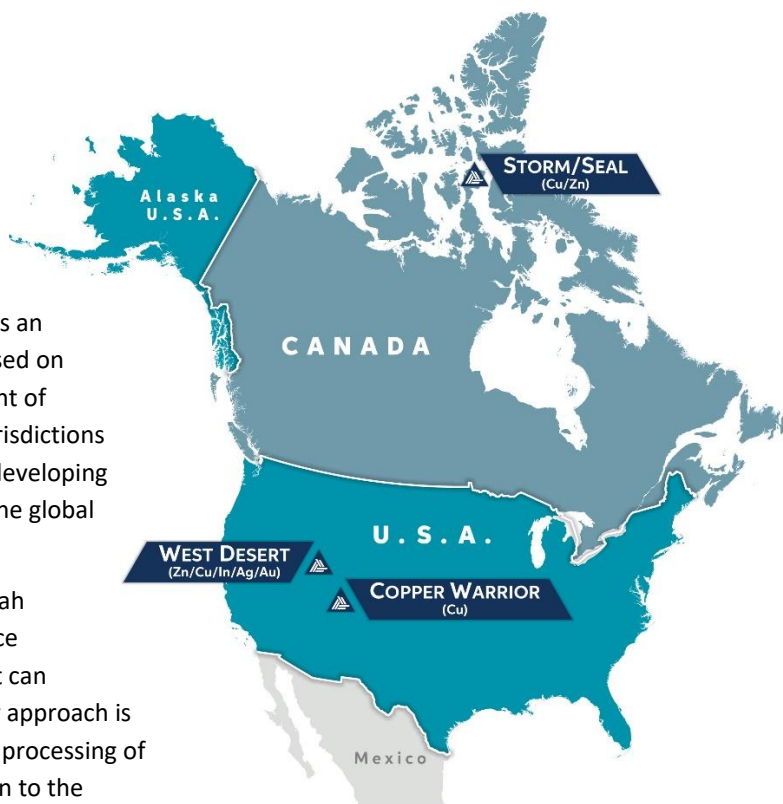 STORM/SEAL
(Cu/Zn)
Alaska
U.S.A.
CANADA
U.S.A.
WEST DESERT
(Zn/Cu/In/Ag/Au)
COPPER WARRIOR
(Cu)
Mexico
s an
sed on
nt of
risdictions
developing
ne global
ah
ce
t can
approach is
processing of
n to the